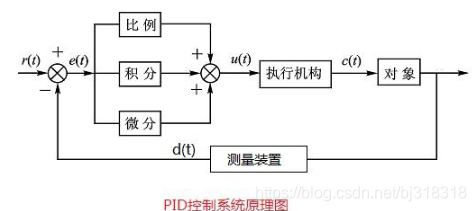 比例
+
+
r(t)
e(t)
积分
u(t)
执行机构
c(t)
对象
−
+
微分
d(t)
测量装置
https://blog.csdn.net/bj318318
PID控制系统原理图